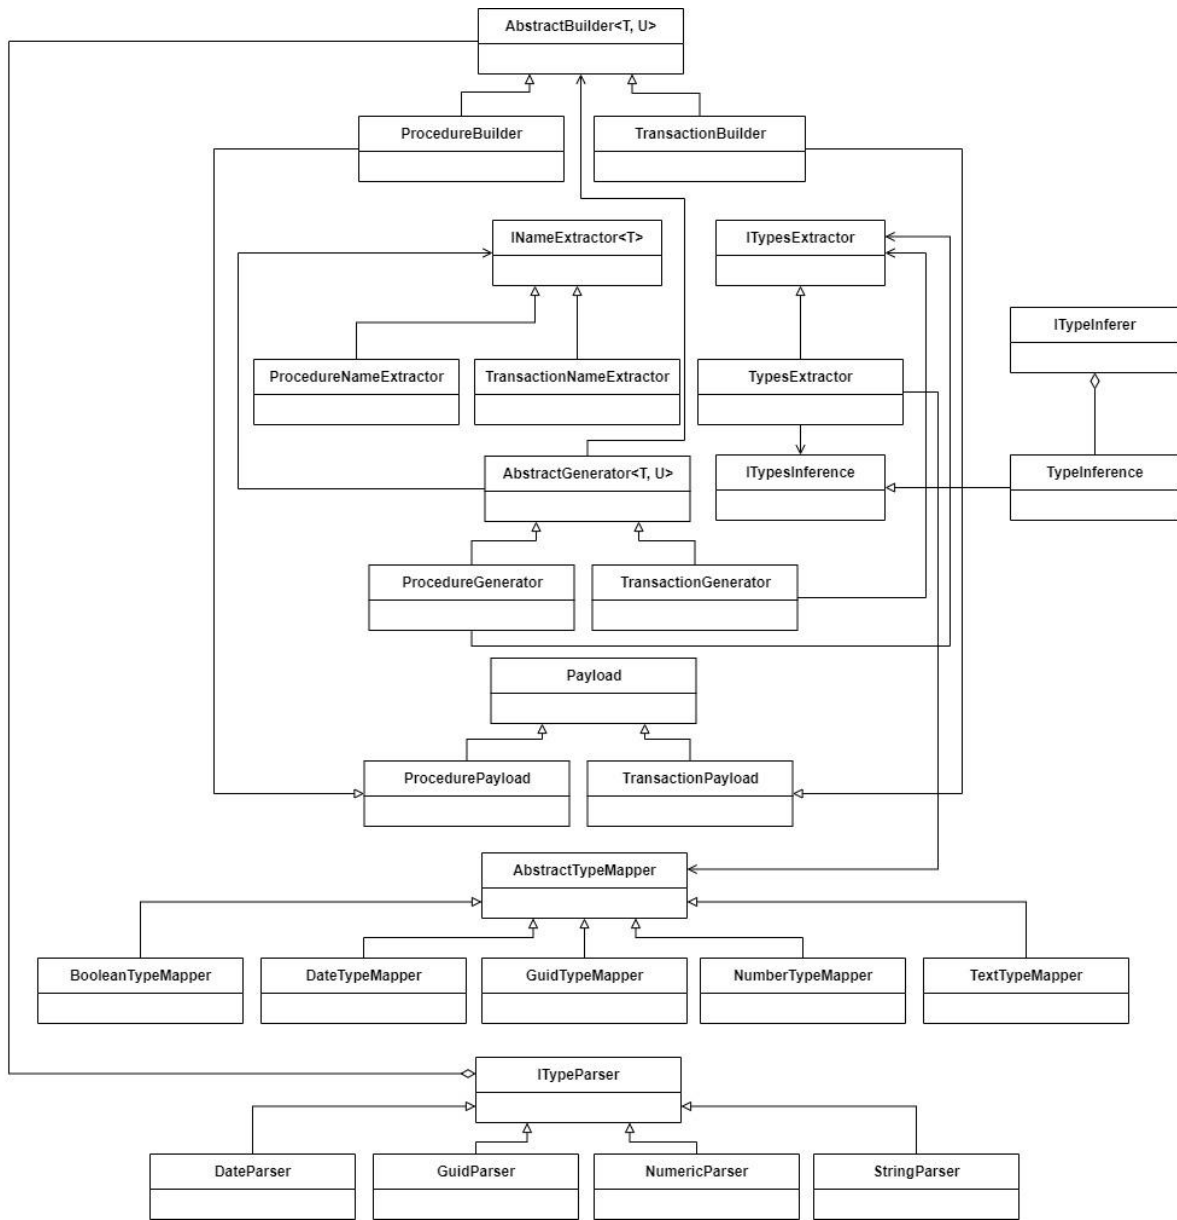 AbstractBuilder<T, U>
ProcedureBuilder
TransactionBuilder
INameExtractor<T>
ITypesExtractor
ITypeInferer
ProcedureNameExtractor
TransactionNameExtractor
TypesExtractor
AbstractGenerator<T, U>
ITypesInference
TypeInference
ProcedureGenerator
TransactionGenerator
Payload
ProcedurePayload
TransactionPayload
AbstractTypeMapper
BooleanTypeMapper
DateTypeMapper
GuidTypeMapper
NumberTypeMapper
TextTypeMapper
ITypeParser
DateParser
GuidParser
NumericParser
StringParser